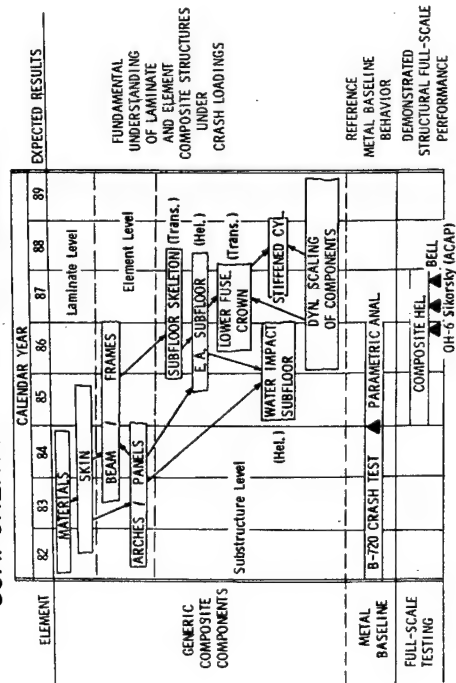 CALENDAR YEAR
ELEMENT
82
83
84
85
86
87
88
89
EXPECTED RESULTS
MATERIALS
Laminate Level
SKIN
BEAM / FRAMES
Element Level
ARCHES / PANELS
SUBFLOOR SKELETON (Trans.)
E.A. SUBFLOOR (Hel.)
LOWER FUSE. (Trans.)
CROWN
Substructure Level
WATER IMPACT
SUBFLOOR
(Hel.)
STIFFENED CYL.
DYN. SCALING
OF COMPONENTS
GENERIC
COMPOSITE
COMPONENTS
FUNDAMENTAL
UNDERSTANDING
OF LAMINATE
AND ELEMENT
COMPOSITE STRUCTURES
UNDER
CRASH LOADINGS
METAL
BASELINE
B-720 CRASH TEST
PARAMETRIC ANAL
REFERENCE
METAL BASELINE
BEHAVIOR
FULL-SCALE
TESTING
COMPOSITE HEL.
BELL
OH-6 Sikorsky (ACAP)
DEMONSTRATED
STRUCTURAL FULL-SCALE
PERFORMANCE